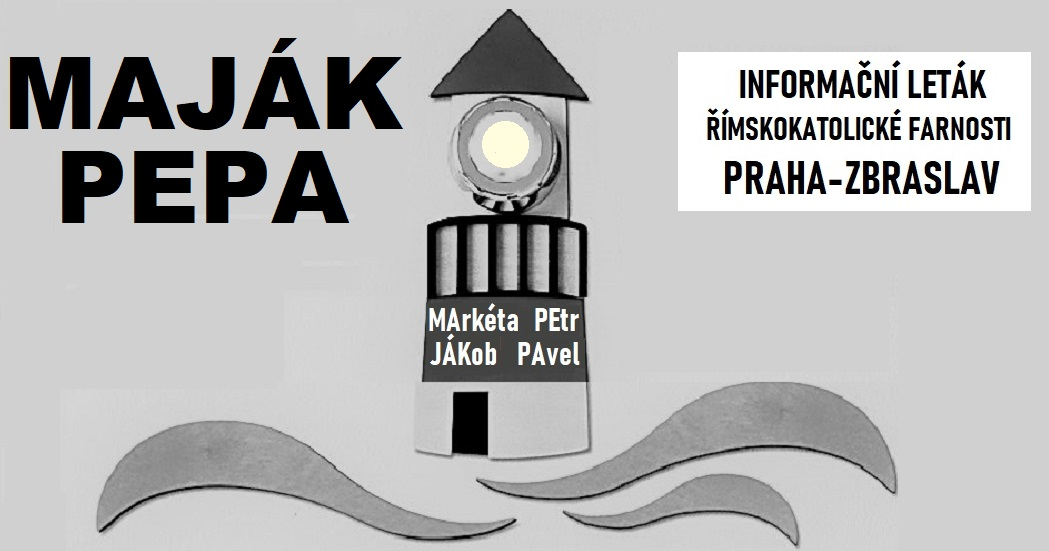 MAJÁK
PEPA
INFORMAČNÍ LETÁK
ŘÍMSKOKATOLICKÉ FARNOSTI
PRAHA-ZBRASLAV
MArkéta PEtr
JÁKob PAvel